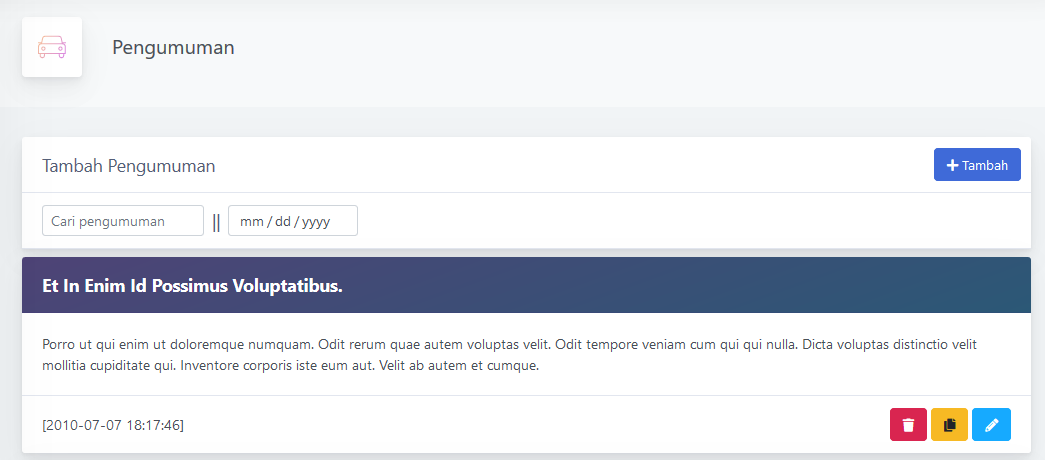 Pengumuman
Tambah Pengumuman
Tambah
Cari pengumuman || mm / dd / yyyy
Et In Enim Id Possimus Voluptatibus.
Porro ut qui enim ut doloremque numquam. Odit rerum quae autem voluptas velit. Odit tempore veniam cum qui qui nulla. Dicta voluptas distinctio velit
mollitia cupiditate qui. Inventore corporis iste eum aut. Velit ab autem et cumque.
[2010-07-07 18:17:46]